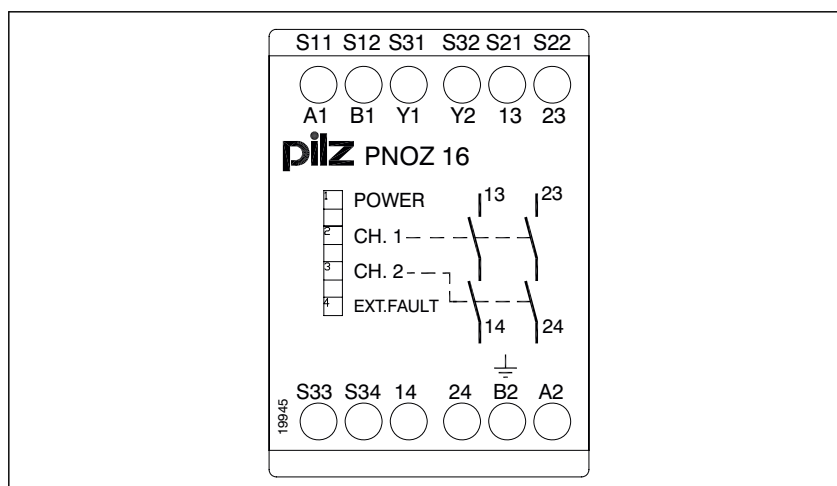 S11 S12 S31 S32 S21 S22
A1 B1 Y1 Y2 13 23
pilz PNOZ 16
1 POWER
13 23
2 CH. 1
3 CH. 2
4 EXT.FAULT
14 24
S33 S34 14 24 B2 A2
19945